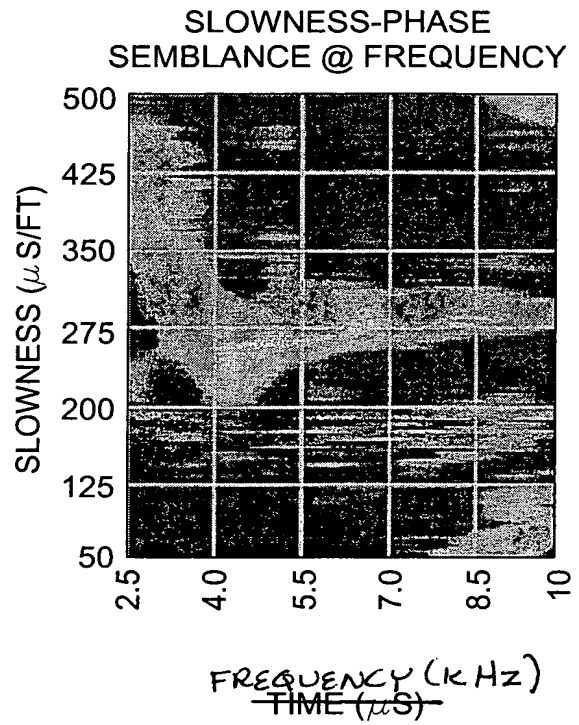 SLOWNESS-PHASE
SEMBLANCE @ FREQUENCY
SLOWNESS (μS/FT)
500
425
350
275
200
125
50
2.5
4.0
5.5
7.0
8.5
10
FREQUENCY (KHz)
TIME (μS)